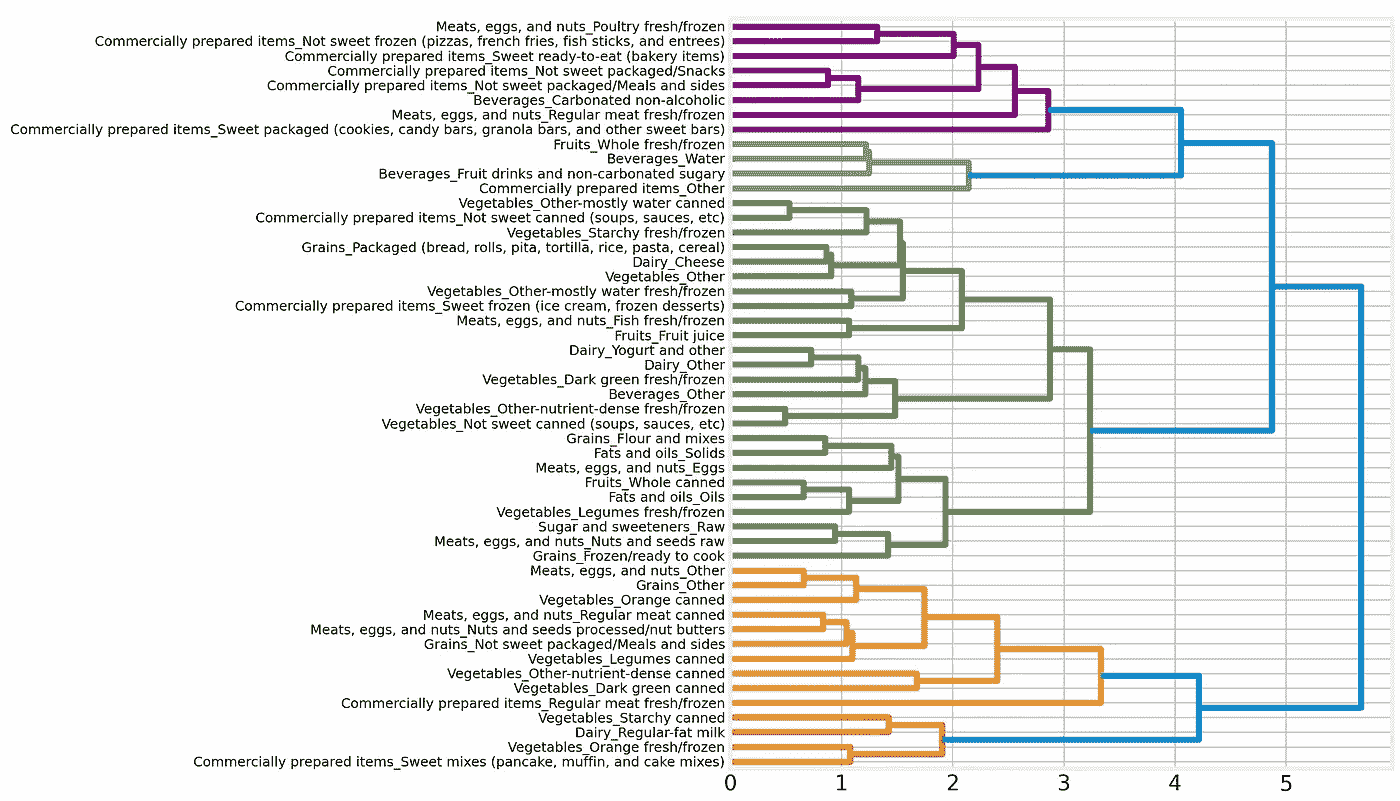 Meats, eggs, and nuts_Poultry fresh/frozen
Commercially prepared items_Not sweet frozen (pizzas, french fries, fish sticks, and entrees)
Commercially prepared items_Sweet ready-to-eat (bakery items)
Commercially prepared items_Not sweet packaged/Snacks
Commercially prepared items_Not sweet packaged/Meals and sides
Beverages_Carbonated non-alcoholic
Meats, eggs, and nuts_Regular meat fresh/frozen
Commercially prepared items_Sweet packaged (cookies, candy bars, granola bars, and other sweet bars)
Fruits_Whole fresh/frozen
Beverages_Water
Beverages_Fruit drinks and non-carbonated sugary
Commercially prepared items_Other
Vegetables_Other-mostly water canned
Commercially prepared items_Not sweet canned (soups, sauces, etc)
Vegetables_Starchy fresh/frozen
Grains_Packaged (bread, rolls, pita, tortilla, rice, pasta, cereal)
Dairy_Cheese
Vegetables_Other
Vegetables_Other-mostly water fresh/frozen
Commercially prepared items_Sweet frozen (ice cream, frozen desserts)
Meats, eggs, and nuts_Fish fresh/frozen
Fruits_Fruit juice
Dairy_Yogurt and other
Dairy_Other
Vegetables_Dark green fresh/frozen
Beverages_Other
Vegetables_Other-nutrient-dense fresh/frozen
Vegetables_Not sweet canned (soups, sauces, etc)
Grains_Flour and mixes
Fats and oils_Solids
Meats, eggs, and nuts_Eggs
Fruits_Whole canned
Fats and oils_Oils
Vegetables_Legumes fresh/frozen
Sugar and sweeteners_Raw
Meats, eggs, and nuts_Nuts and seeds raw
Grains_Frozen/ready to cook
Meats, eggs, and nuts_Other
Grains_Other
Vegetables_Orange canned
Meats, eggs, and nuts_Regular meat canned
Meats, eggs, and nuts_Nuts and seeds processed/nut butters
Grains_Not sweet packaged/Meals and sides
Vegetables_Legumes canned
Vegetables_Other-nutrient-dense canned
Vegetables_Dark green canned
Commercially prepared items_Regular meat fresh/frozen
Vegetables_Starchy canned
Dairy_Regular-fat milk
Vegetables_Orange fresh/frozen
Commercially prepared items_Sweet mixes (pancake, muffin, and cake mixes)
0 1 2 3 4 5